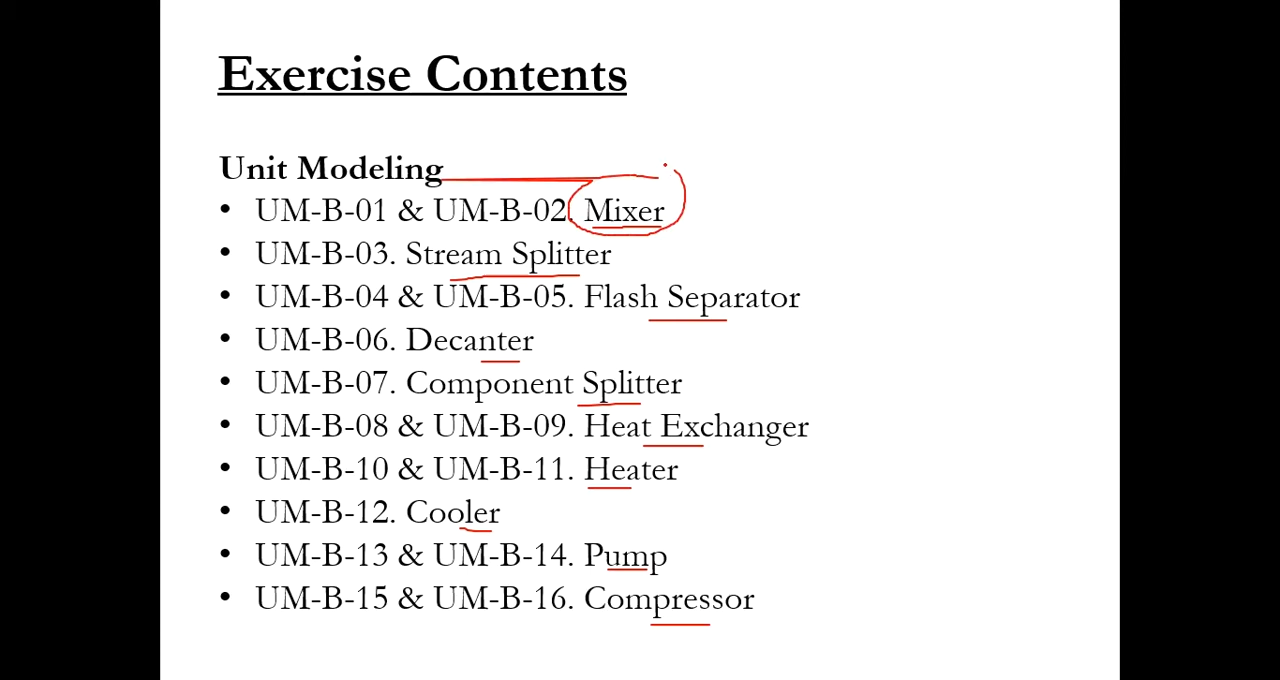 Exercise Contents
Unit Modeling
• UM-B-01 & UM-B-02. Mixer
• UM-B-03. Stream Splitter
• UM-B-04 & UM-B-05. Flash Separator
• UM-B-06. Decanter
• UM-B-07. Component Splitter
• UM-B-08 & UM-B-09. Heat Exchanger
• UM-B-10 & UM-B-11. Heater
• UM-B-12. Cooler
• UM-B-13 & UM-B-14. Pump
• UM-B-15 & UM-B-16. Compressor